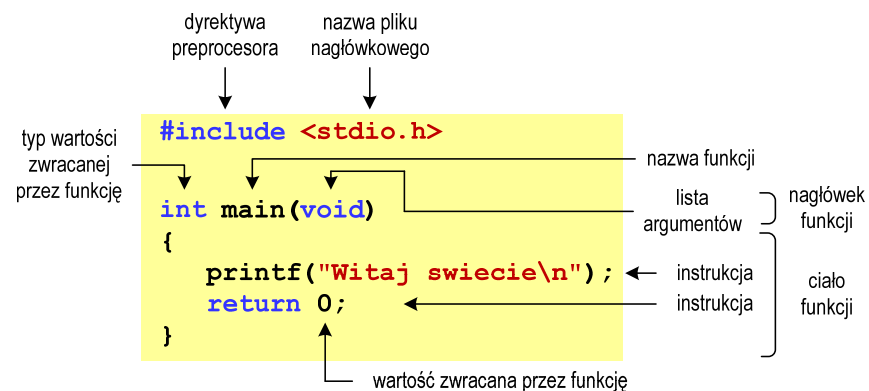 dyrektywa
preprocesora
nazwa pliku
nagłówkowego
#include <stdio.h>
typ wartości
zwracanej
przez funkcję
nazwa funkcji
int main(void)
lista
argumentów
nagłówek
funkcji
{
printf("Witaj swiecie\n");
instrukcja
return 0;
instrukcja
ciało
funkcji
}
wartość zwracana przez funkcję